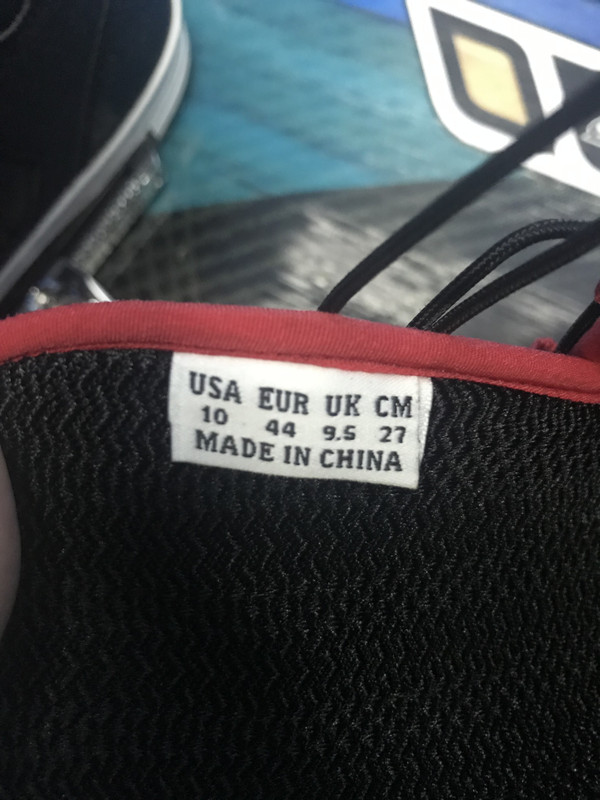 USA EUR UK CM
10 44 9.5 27
MADE IN CHINA